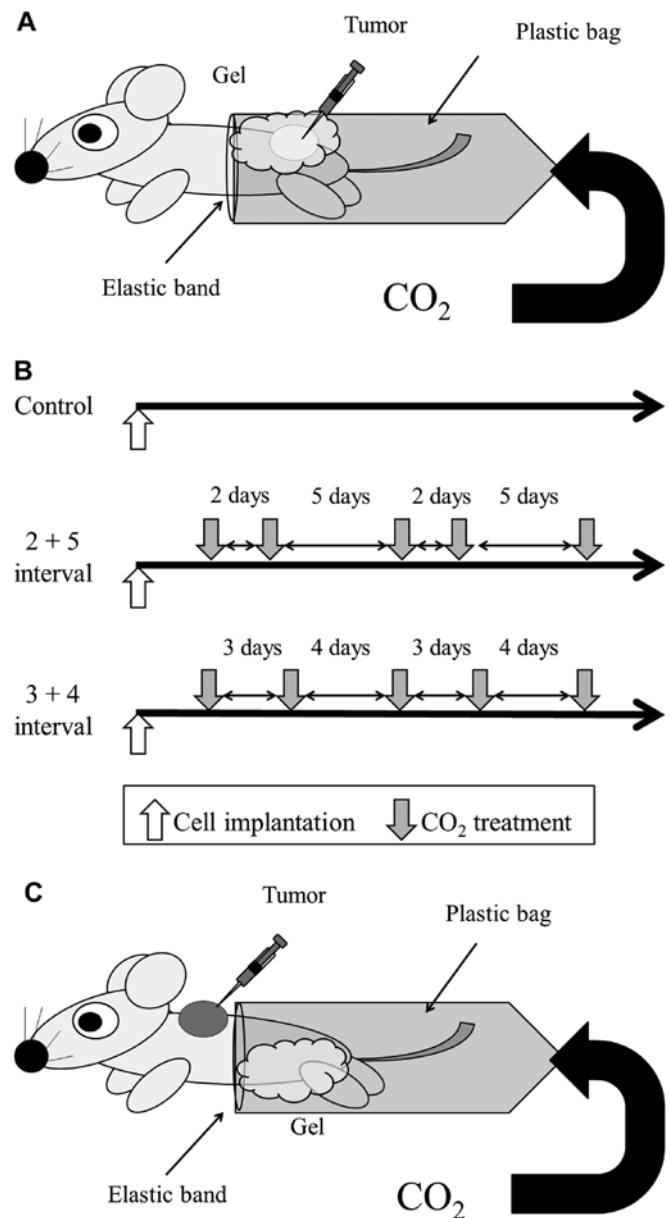 A
Tumor
Plastic bag
Gel
Elastic band
CO₂
B
Control
2 days
5 days
2 days
5 days
2 + 5
interval
3 days
4 days
3 days
4 days
3 + 4
interval
Cell implantation
CO₂ treatment
C
Tumor
Plastic bag
Gel
Elastic band
CO₂